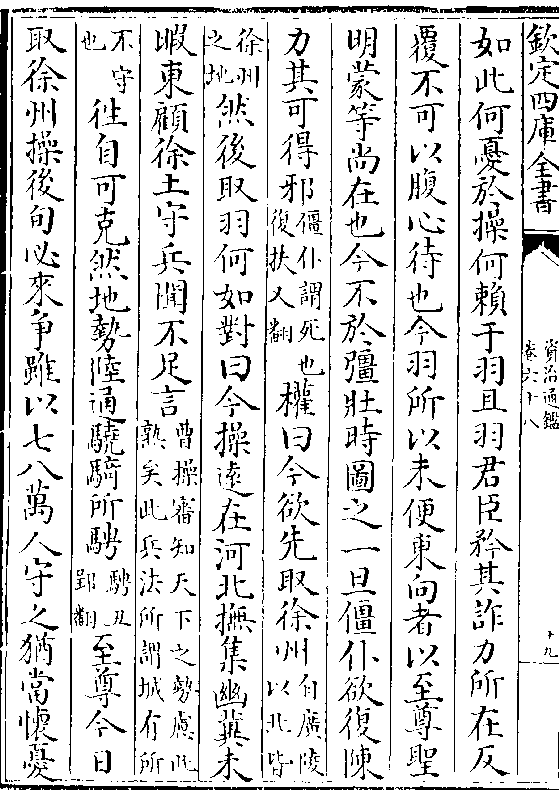 欽定四庫全書
資治通鑑
卷六十八
十九
如此何憂於操何賴于羽且羽君臣矜其詐力所在反
覆不可以腹心待也今羽所以未便東向者以至尊聖
明蒙等尚在也今不於彊壯時圖之一旦僵仆欲復陳
力其可得邪僵仆謂死也復扶又翻權曰今欲先取徐州自廣陵以北皆
徐州之地然後取羽何如對曰今操遠在河北撫集幽冀未
暇東顧徐土守兵聞不足言曹操審知天下之勢慮此熟矣此兵法所謂城有所
不守也往自可克然地勢陸通驍騎所騁騁丑郢翻至尊今日
取徐州操後旬必來爭雖以七八萬人守之猶當懷憂